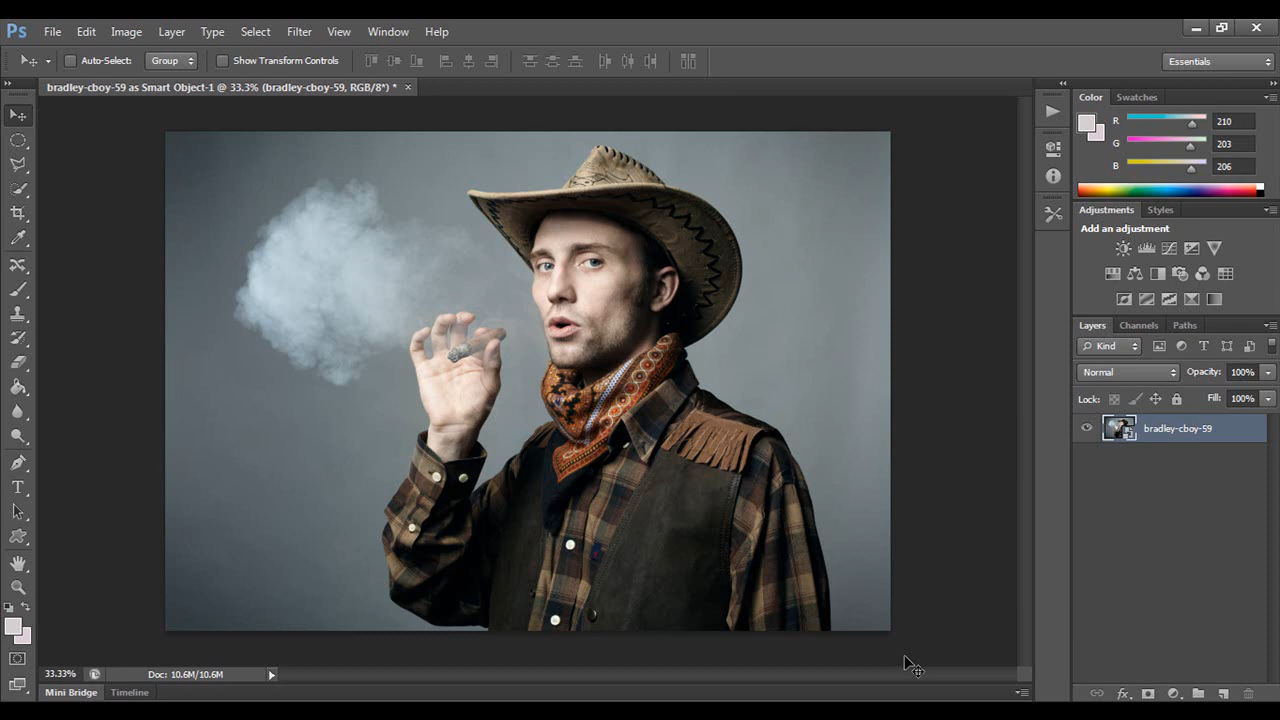 Ps File Edit Image Layer Type Select Filter View Window Help
Auto-Select: Group Show Transform Controls Essentials
bradley-cboy-59 as Smart Object-1 @ 33.3% (bradley-cboy-59, RGB/8*) * ×
Color Swatches
R 210
G 203
B 206
Adjustments Styles
Add an adjustment
Layers Channels Paths
Kind
Normal Opacity: 100%
Lock: Fill: 100%
bradley-cboy-59
33.33% Doc: 10.6M/10.6M
Mini Bridge Timeline